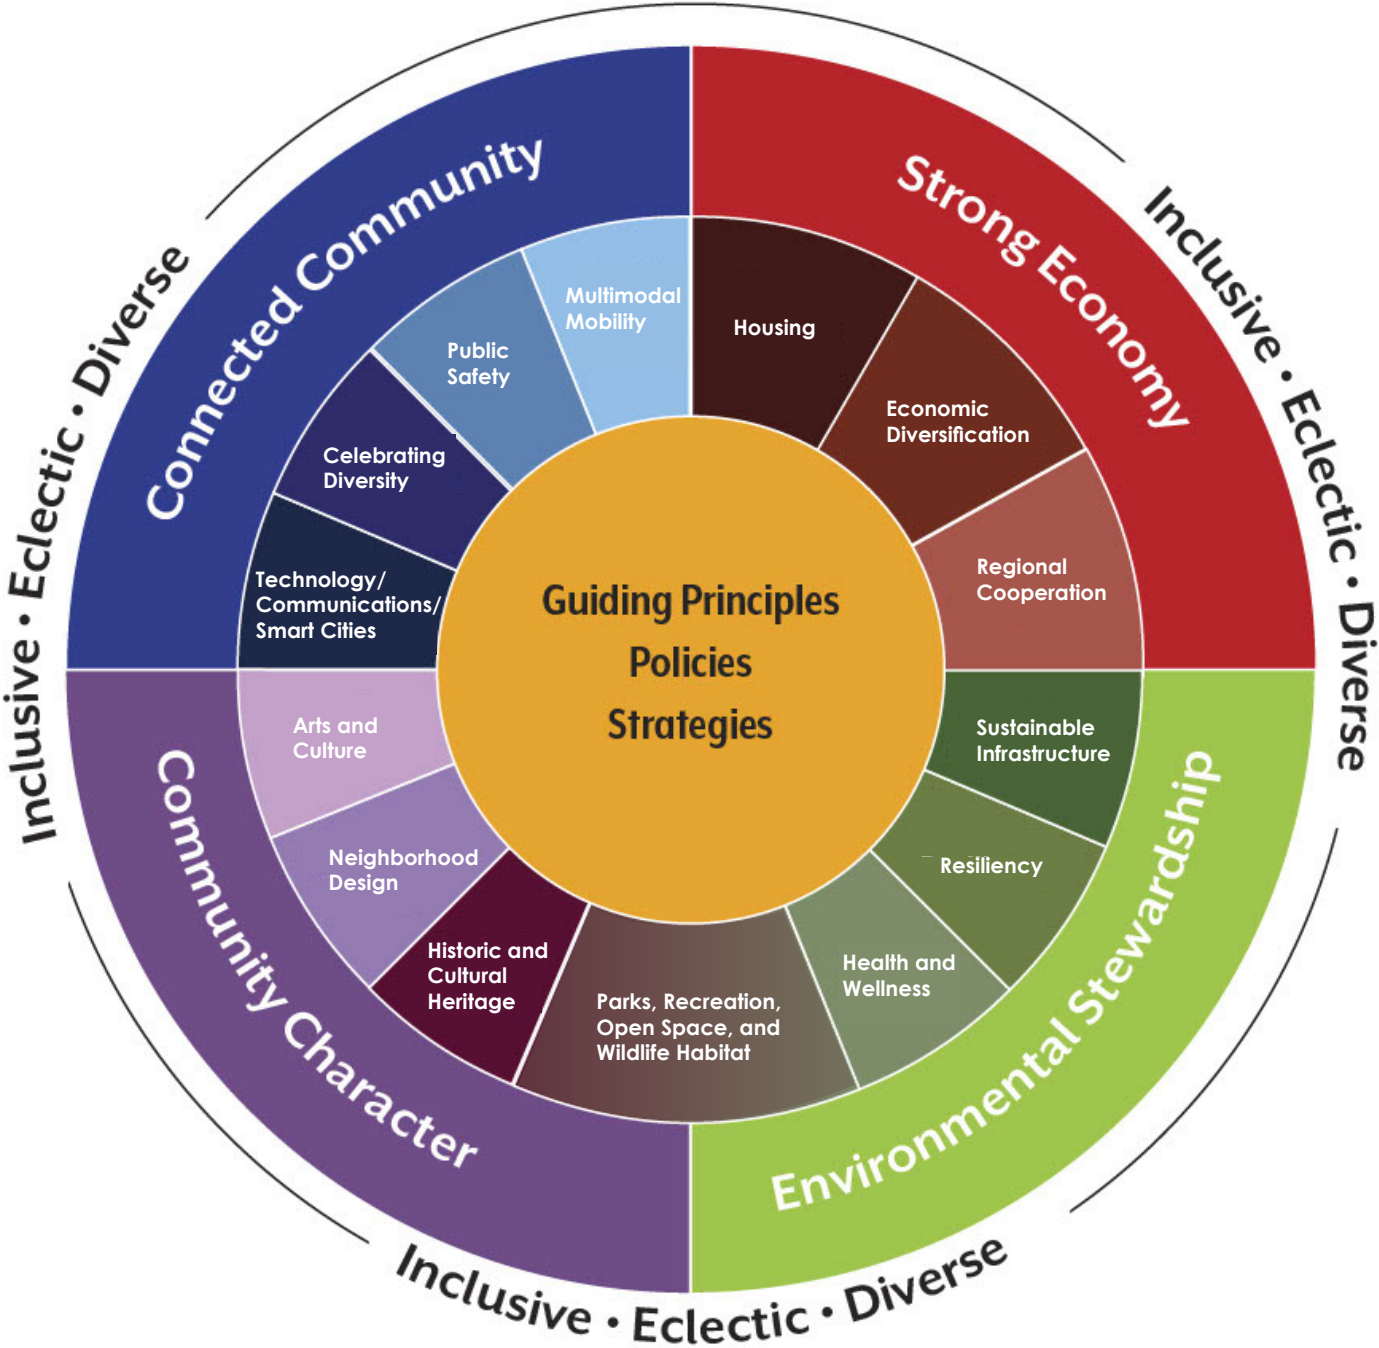 Inclusive • Eclectic • Diverse
Inclusive • Eclectic • Diverse
Inclusive • Eclectic • Diverse
Connected Community
Strong Economy
Environmental Stewardship
Community Character
Multimodal
Mobility
Public
Safety
Celebrating
Diversity
Technology/
Communications/
Smart Cities
Housing
Economic
Diversification
Regional
Cooperation
Sustainable
Infrastructure
Resiliency
Health and
Wellness
Parks, Recreation,
Open Space, and
Wildlife Habitat
Historic and
Cultural
Heritage
Neighborhood
Design
Arts and
Culture
Guiding Principles
Policies
Strategies